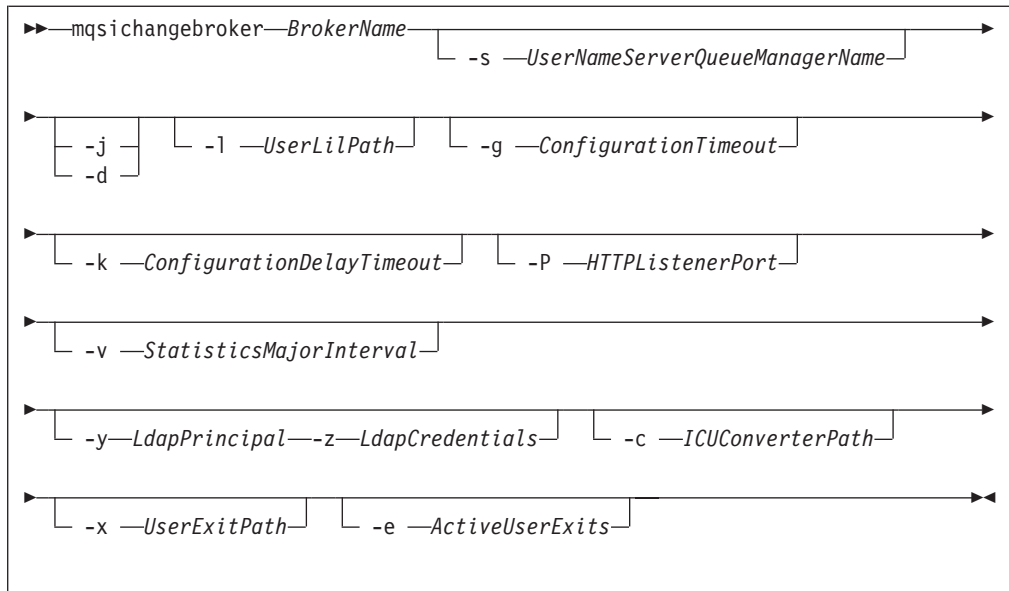 mqsichangebroker BrokerName
-s UserNameServerQueueManagerName
-j -l UserLilPath -g ConfigurationTimeout
-d
-k ConfigurationDelayTimeout -P HTTPListenerPort
-v StatisticsMajorInterval
-y LdapPrincipal -z LdapCredentials -c ICUConverterPath
-x UserExitPath -e ActiveUserExits